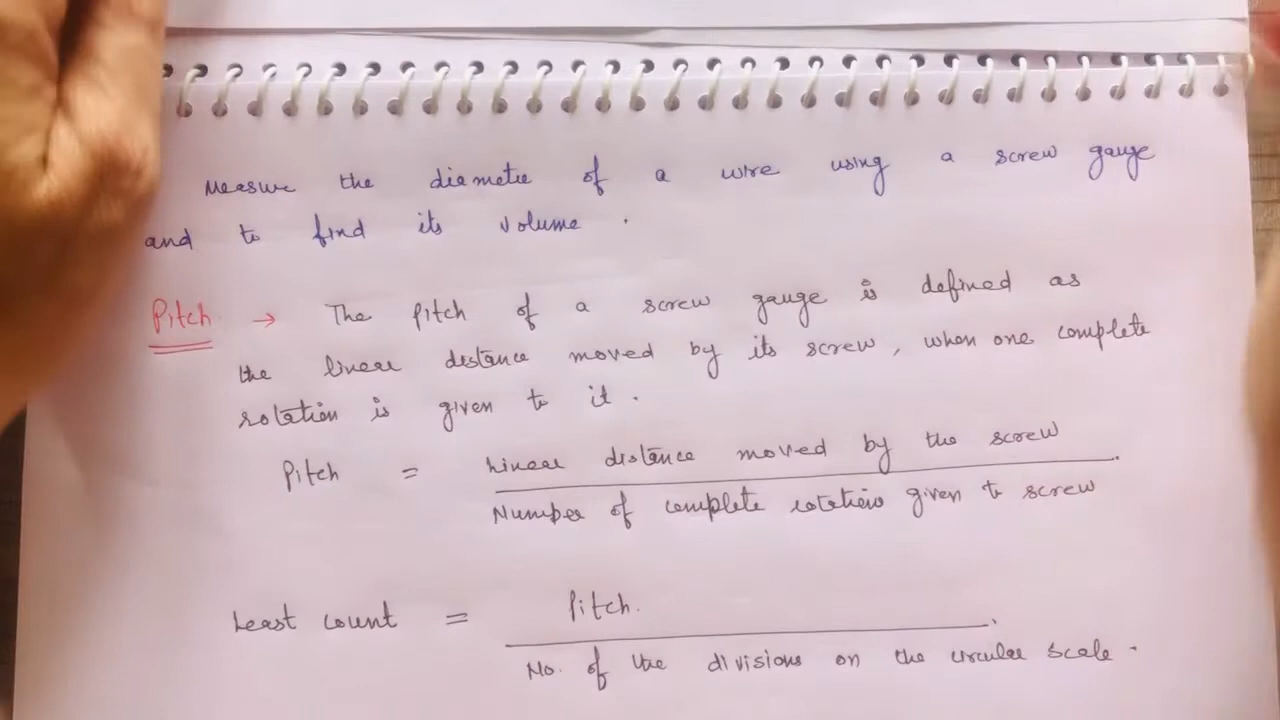 Measure the diameter of a wire using a screw gauge
and to find its volume.
Pitch → The pitch of a screw gauge is defined as
the linear distance moved by its screw, when one complete
rotation is given to it.
Pitch = Linear distance moved by the screw
Number of complete rotations given to screw
Least count = Pitch.
No. of the divisions on the circular scale.